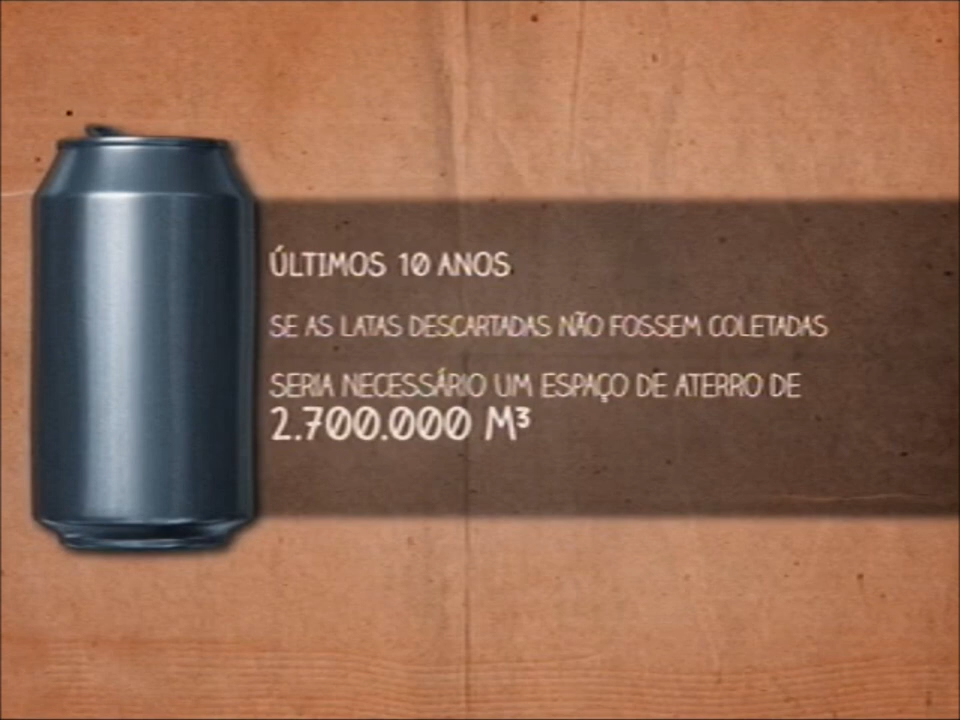 ÚLTIMOS 10 ANOS
SE AS LATAS DESCARTADAS NÃO FOSSEM COLETADAS
SERIA NECESSÁRIO UM ESPAÇO DE ATERRO DE
2.700.000 M³